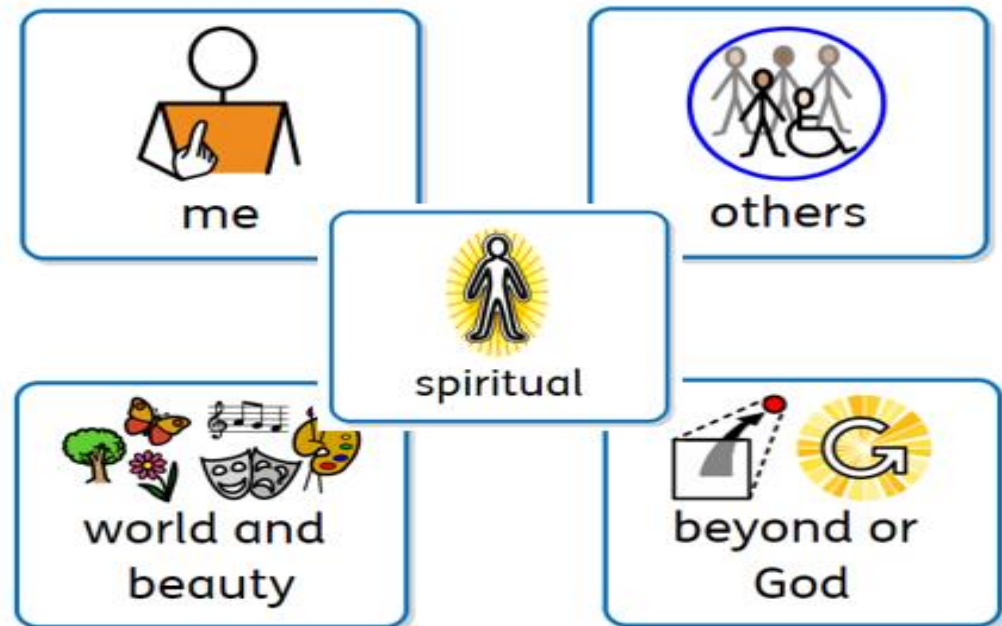 me
others
spiritual
world and
beauty
beyond or
God